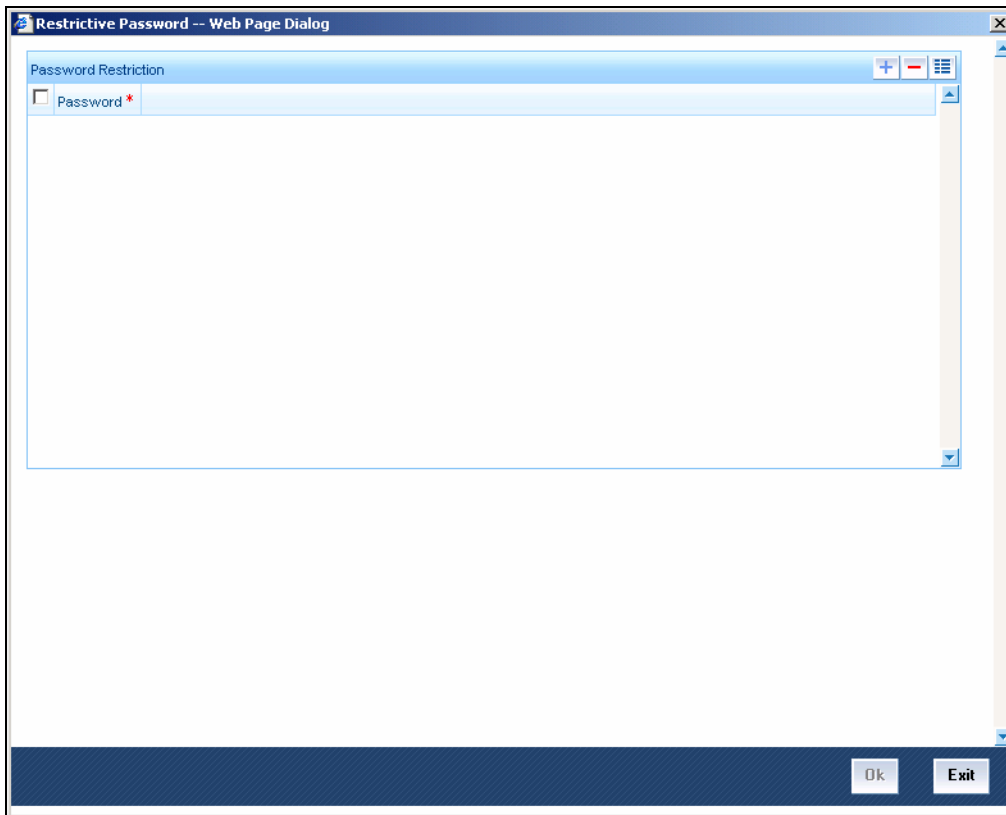 Restrictive Password -- Web Page Dialog
Password Restriction
Password *
Ok
Exit